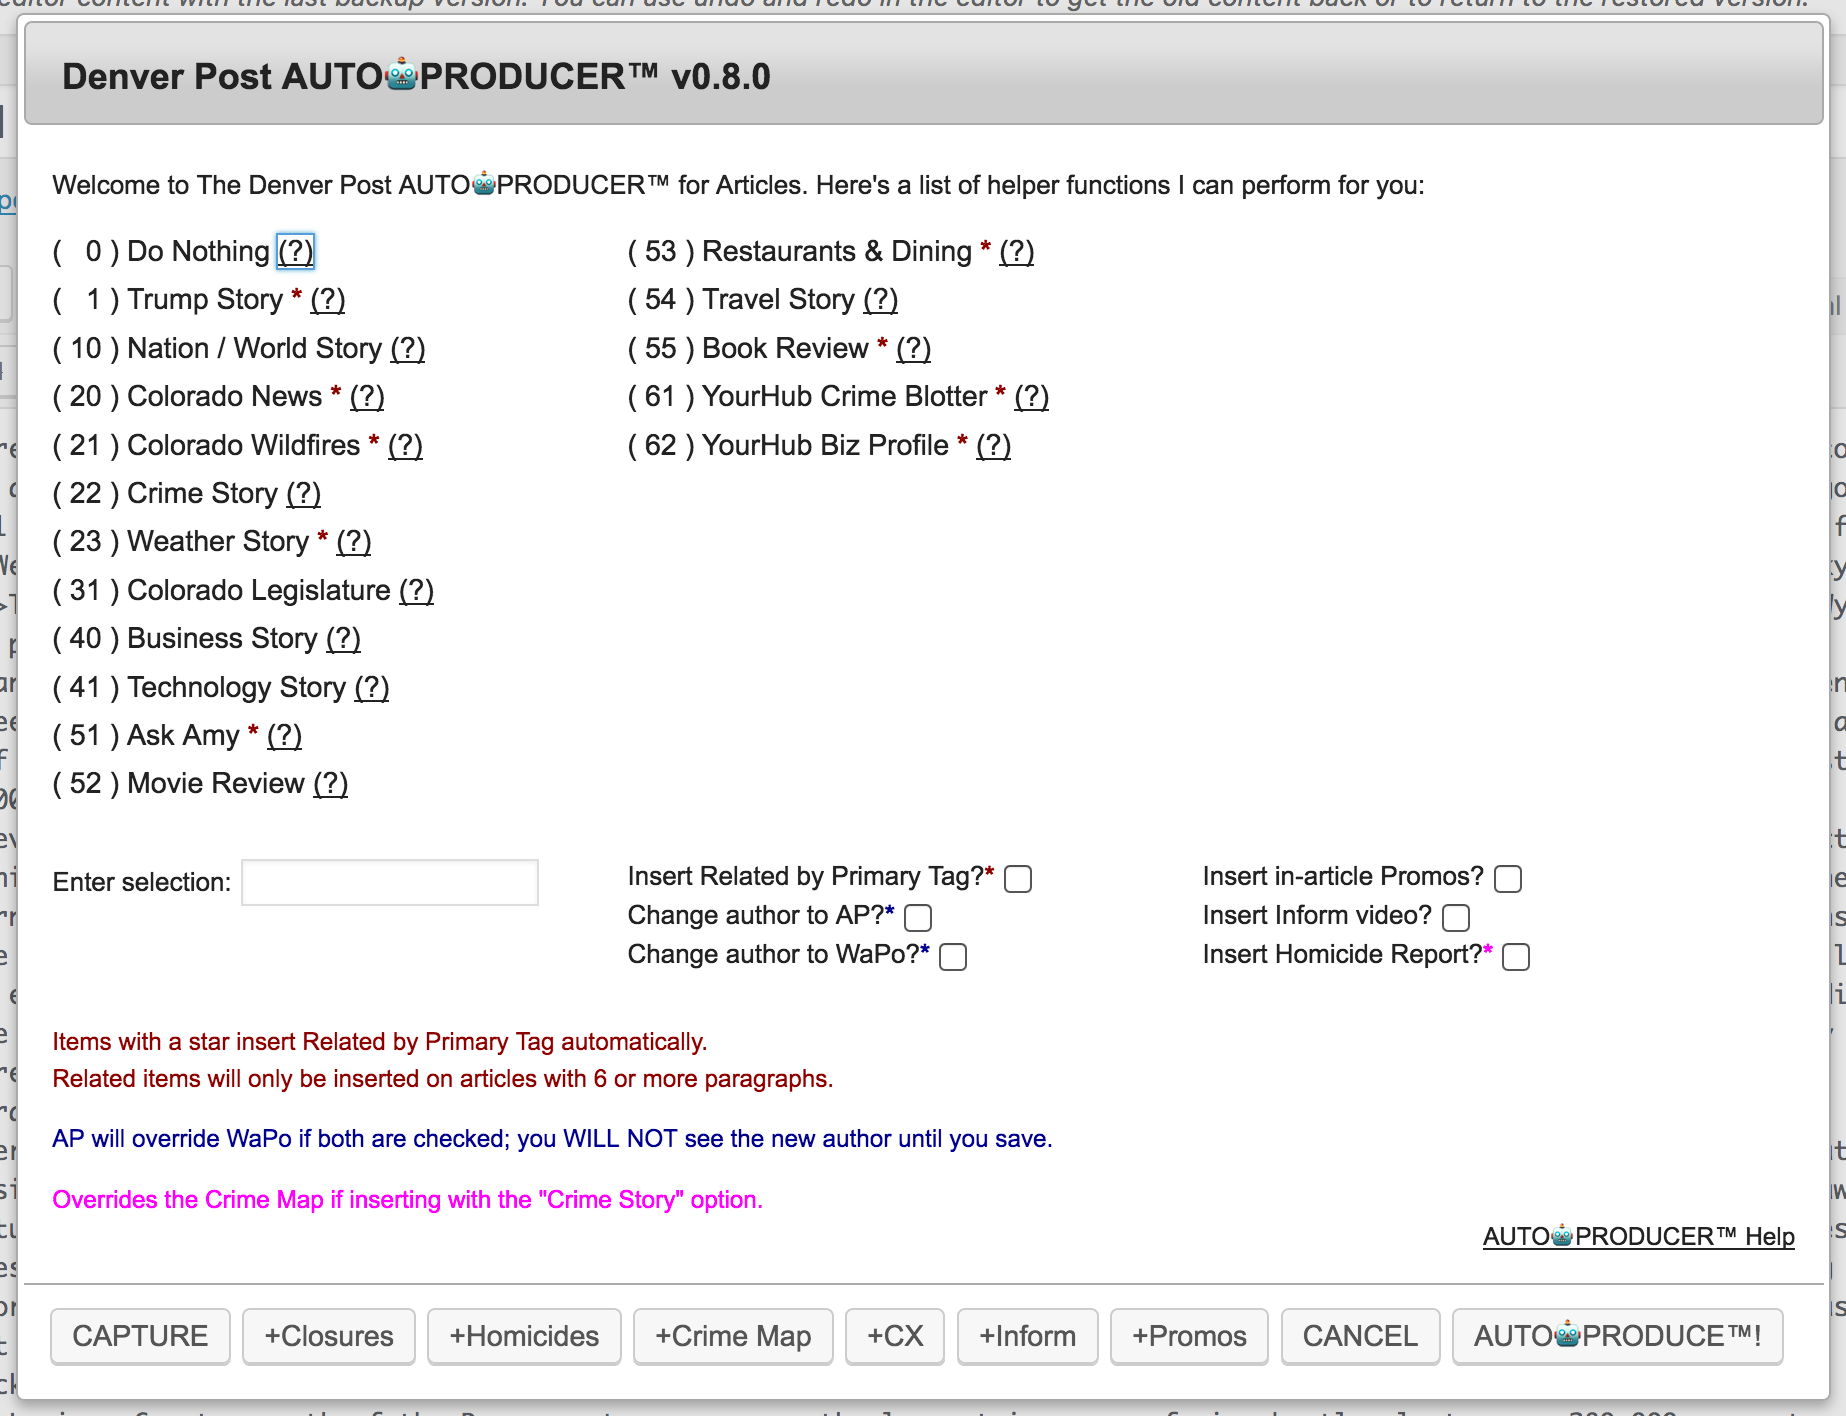 editor content with the last backup version. You can use undo and redo in the editor to get the old content back or to return to the restored version.
Denver Post AUTO🤖PRODUCER™ v0.8.0
Welcome to The Denver Post AUTO🤖PRODUCER™ for Articles. Here's a list of helper functions I can perform for you:
( 0 ) Do Nothing (?)
( 1 ) Trump Story * (?)
( 10 ) Nation / World Story (?)
( 20 ) Colorado News * (?)
( 21 ) Colorado Wildfires * (?)
( 22 ) Crime Story (?)
( 23 ) Weather Story * (?)
( 31 ) Colorado Legislature (?)
( 40 ) Business Story (?)
( 41 ) Technology Story (?)
( 51 ) Ask Amy * (?)
( 52 ) Movie Review (?)
( 53 ) Restaurants & Dining * (?)
( 54 ) Travel Story (?)
( 55 ) Book Review * (?)
( 61 ) YourHub Crime Blotter * (?)
( 62 ) YourHub Biz Profile * (?)
Enter selection:
Insert Related by Primary Tag?*
Change author to AP?*
Change author to WaPo?*
Insert in-article Promos?
Insert Inform video?
Insert Homicide Report?*
Items with a star insert Related by Primary Tag automatically.
Related items will only be inserted on articles with 6 or more paragraphs.
AP will override WaPo if both are checked; you WILL NOT see the new author until you save.
Overrides the Crime Map if inserting with the "Crime Story" option.
AUTO🤖PRODUCER™ Help
CAPTURE
+Closures
+Homicides
+Crime Map
+CX
+Inform
+Promos
CANCEL
AUTO🤖PRODUCE™!